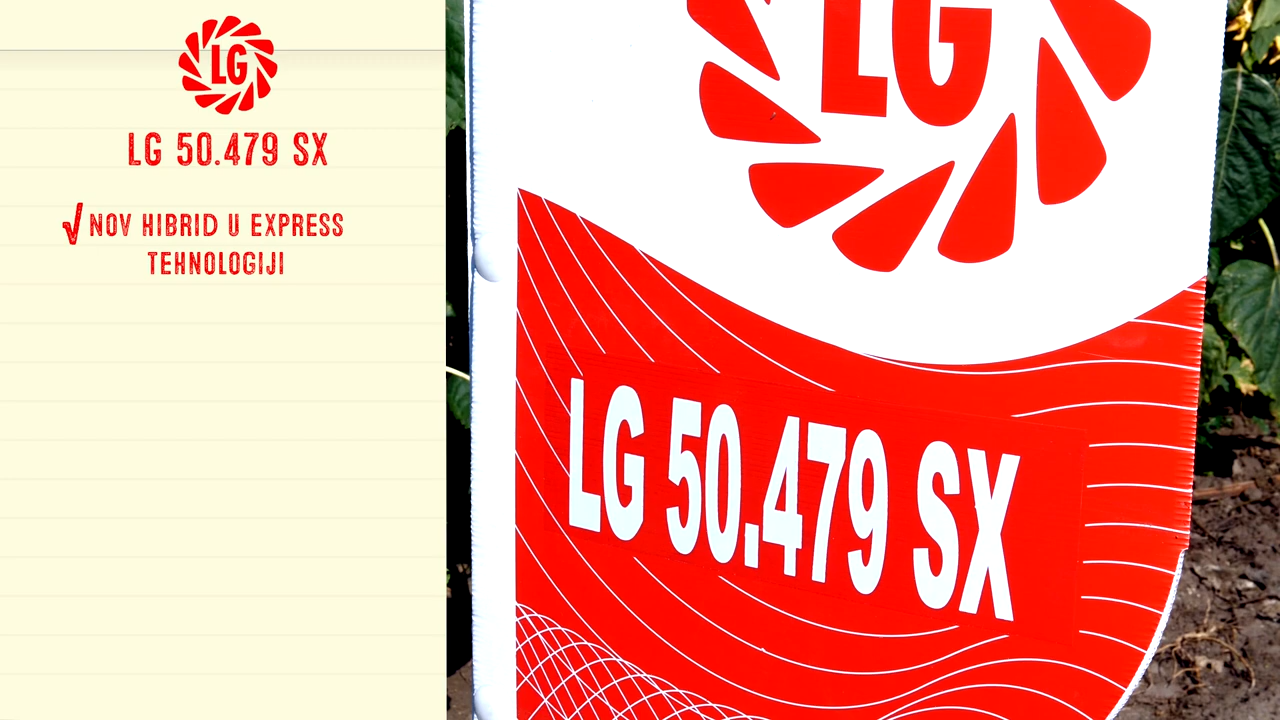 LG
LG 50.479 SX
√ NOV HIBRID U EXPRESS
TEHNOLOGIJI
LG
LG 50.479 SX